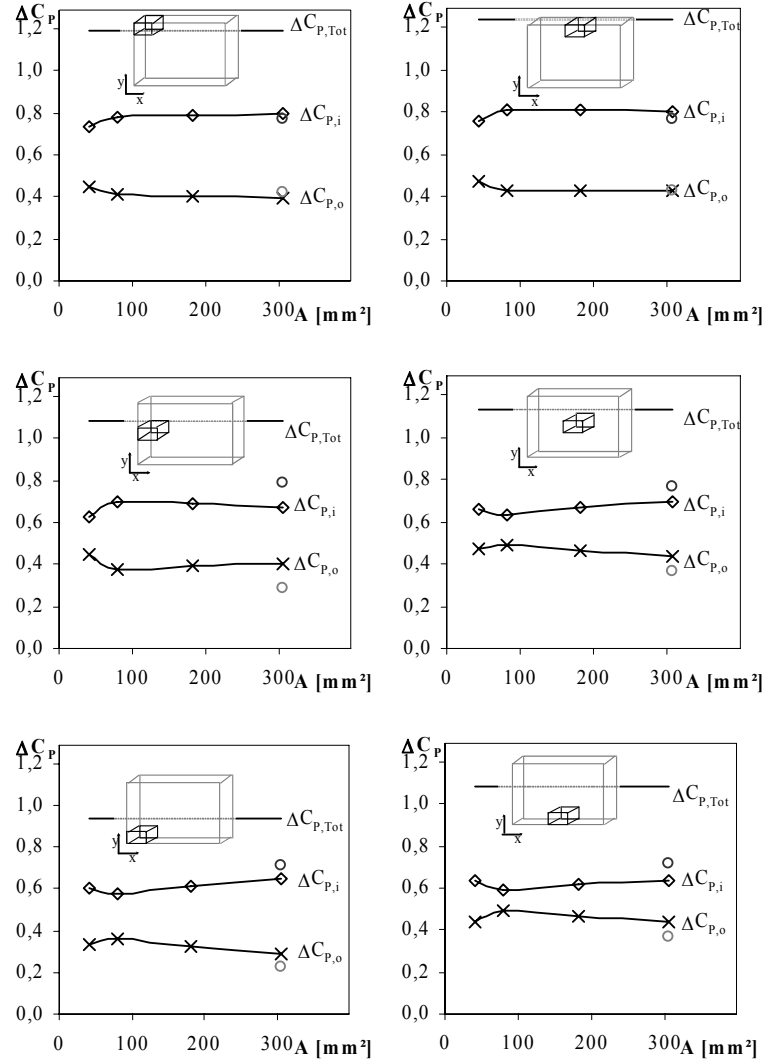 ΔC_P
1,2
1,0
0,8
0,6
0,4
0,2
0,0
0 100 200 300 A [mm²]
ΔC_P,Tot
ΔC_P,i
ΔC_P,o
y
x
ΔC_P
1,2
1,0
0,8
0,6
0,4
0,2
0,0
0 100 200 300 A [mm²]
ΔC_P,Tot
ΔC_P,i
ΔC_P,o
y
x
ΔC_P
1,2
1,0
0,8
0,6
0,4
0,2
0,0
0 100 200 300 A [mm²]
ΔC_P,Tot
ΔC_P,i
ΔC_P,o
y
x
ΔC_P
1,2
1,0
0,8
0,6
0,4
0,2
0,0
0 100 200 300 A [mm²]
ΔC_P,Tot
ΔC_P,i
ΔC_P,o
y
x
ΔC_P
1,2
1,0
0,8
0,6
0,4
0,2
0,0
0 100 200 300 A [mm²]
ΔC_P,Tot
ΔC_P,i
ΔC_P,o
y
x
ΔC_P
1,2
1,0
0,8
0,6
0,4
0,2
0,0
0 100 200 300 A [mm²]
ΔC_P,Tot
ΔC_P,i
ΔC_P,o
y
x